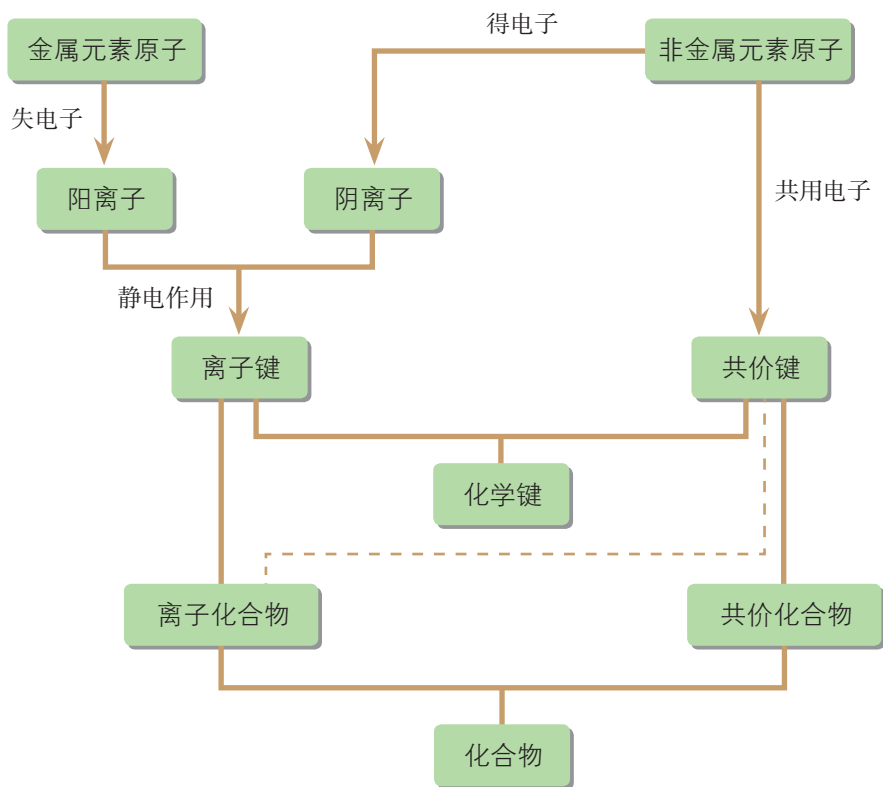 得电子
金属元素原子
非金属元素原子
失电子
阳离子
阴离子
共用电子
静电作用
离子键
共价键
化学键
离子化合物
共价化合物
化合物